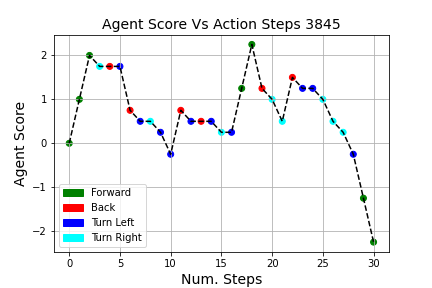 Agent Score Vs Action Steps 3845
Agent Score
2
1
0
−1
−2
Forward
Back
Turn Left
Turn Right
0 5 10 15 20 25 30
Num. Steps